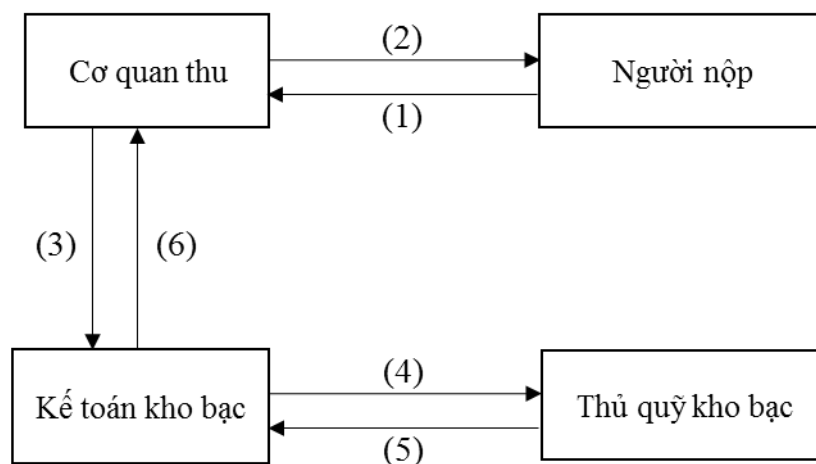 Cơ quan thu
(2)
Người nộp
(1)
(3)
(6)
Kế toán kho bạc
(4)
Thủ quỹ kho bạc
(5)